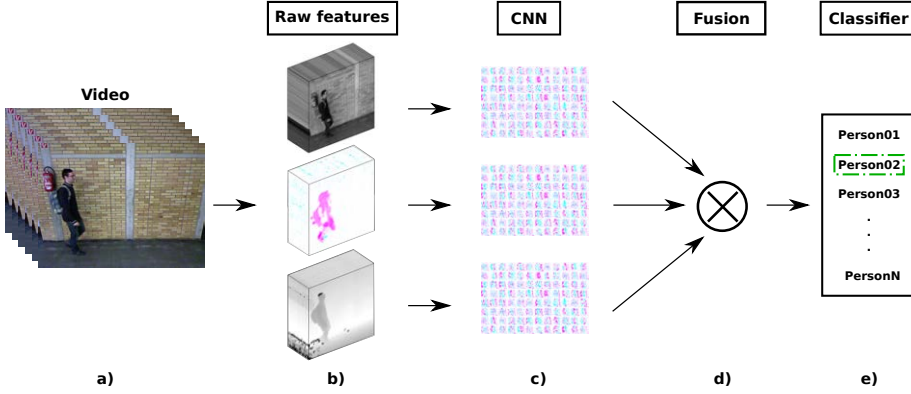 Raw features
CNN
Fusion
Classifier
Video
Person01
Person02
Person03
.
.
.
PersonN
a)
b)
c)
d)
e)